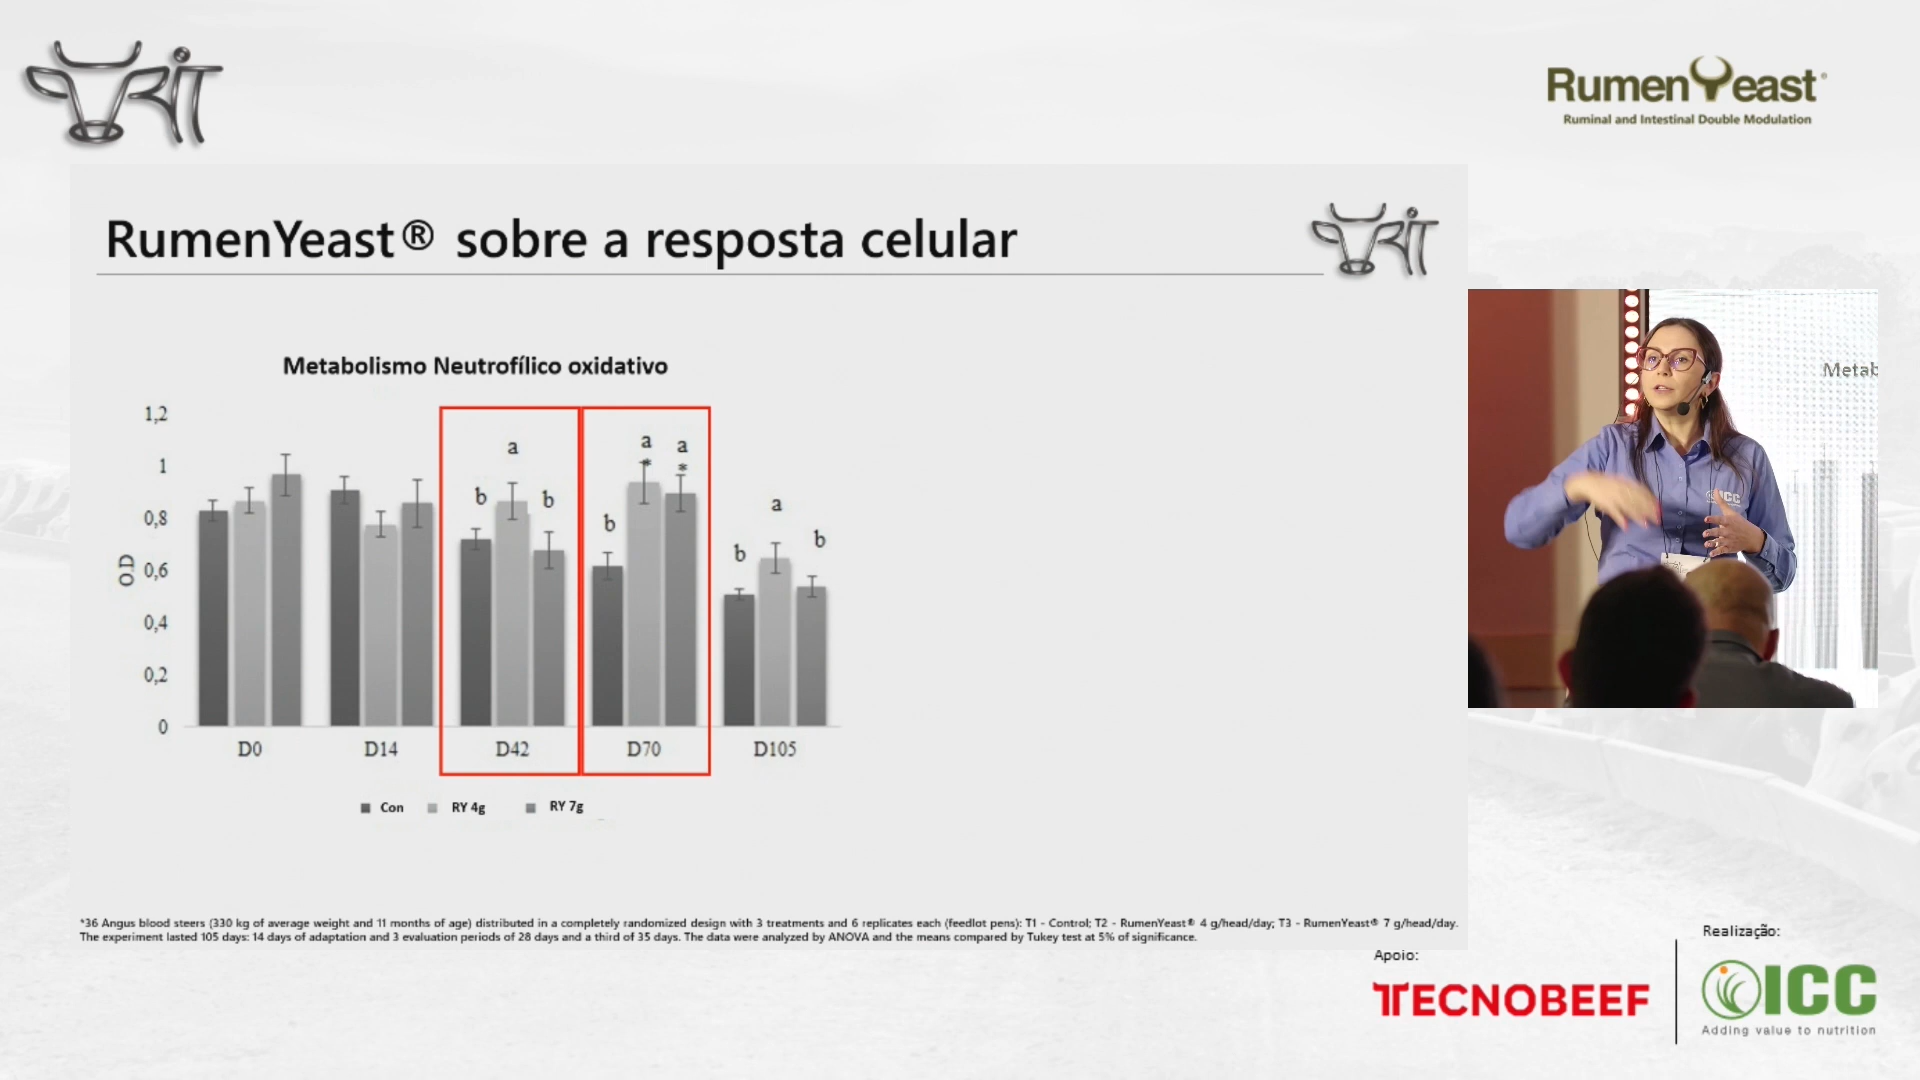 RIT
RumenYeast®
Ruminal and Intestinal Double Modulation
RumenYeast® sobre a resposta celular
RIT
Metabolismo Neutrofílico oxidativo
O.D
1,2
1
0,8
0,6
0,4
0,2
0
b
a
b
b
a
*
a
*
b
a
b
D0
D14
D42
D70
D105
Con
RY 4g
RY 7g
Metab
ICC
*36 Angus blood steers (330 kg of average weight and 11 months of age) distributed in a completely randomized design with 3 treatments and 6 replicates each (feedlot pens): T1 - Control; T2 - RumenYeast® 4 g/head/day; T3 - RumenYeast® 7 g/head/day.
The experiment lasted 105 days: 14 days of adaptation and 3 evaluation periods of 28 days and a third of 35 days. The data were analyzed by ANOVA and the means compared by Tukey test at 5% of significance.
Apoio:
TECNOBEEF
Realização:
ICC
Adding value to nutrition